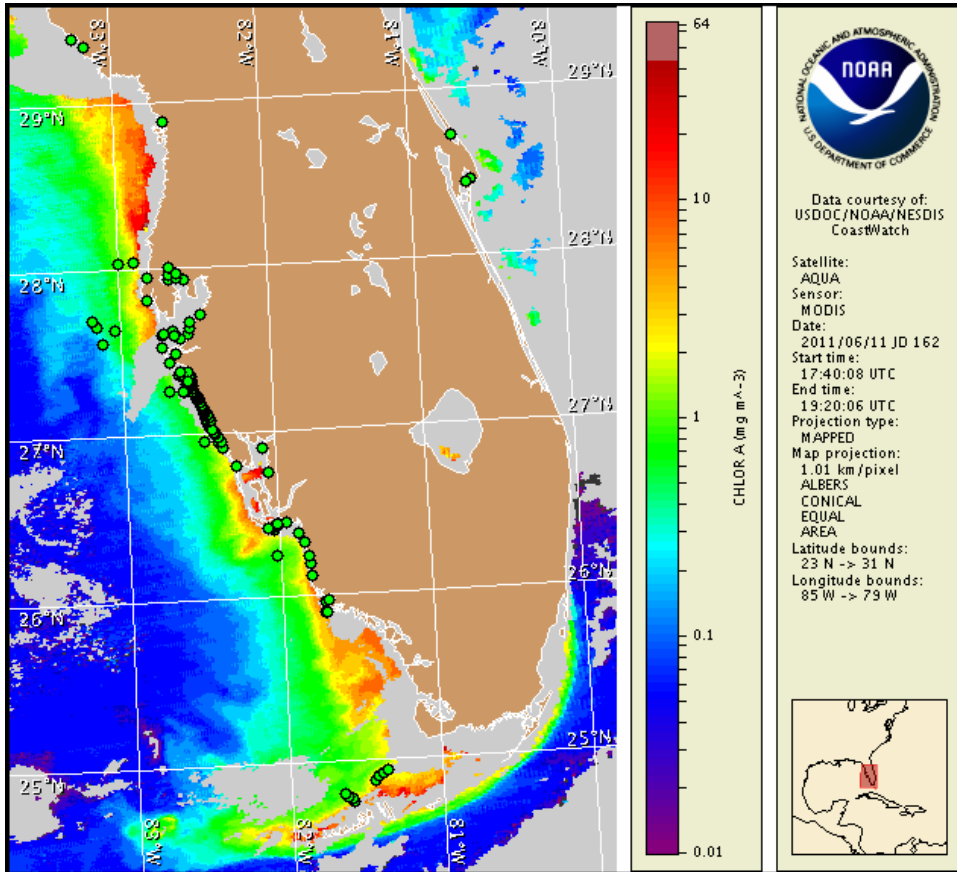 83°W
82°W
81°W
80°W
29°N
29°N
28°N
28°N
27°N
27°N
26°N
26°N
25°N
25°N
83°W
82°W
81°W
64
10
1
0.1
0.01
CHLOR A (mg m^-3)
NATIONAL OCEANIC AND ATMOSPHERIC ADMINISTRATION
NOAA
U.S. DEPARTMENT OF COMMERCE
Data courtesy of:
USDOC/NOAA/NESDIS
CoastWatch
Satellite:
AQUA
Sensor:
MODIS
Date:
2011/06/11 JD 162
Start time:
17:40:08 UTC
End time:
19:20:06 UTC
Projection type:
MAPPED
Map projection:
1.01 km/pixel
ALBERS
CONICAL
EQUAL
AREA
Latitude bounds:
23 N -> 31 N
Longitude bounds:
85 W -> 79 W